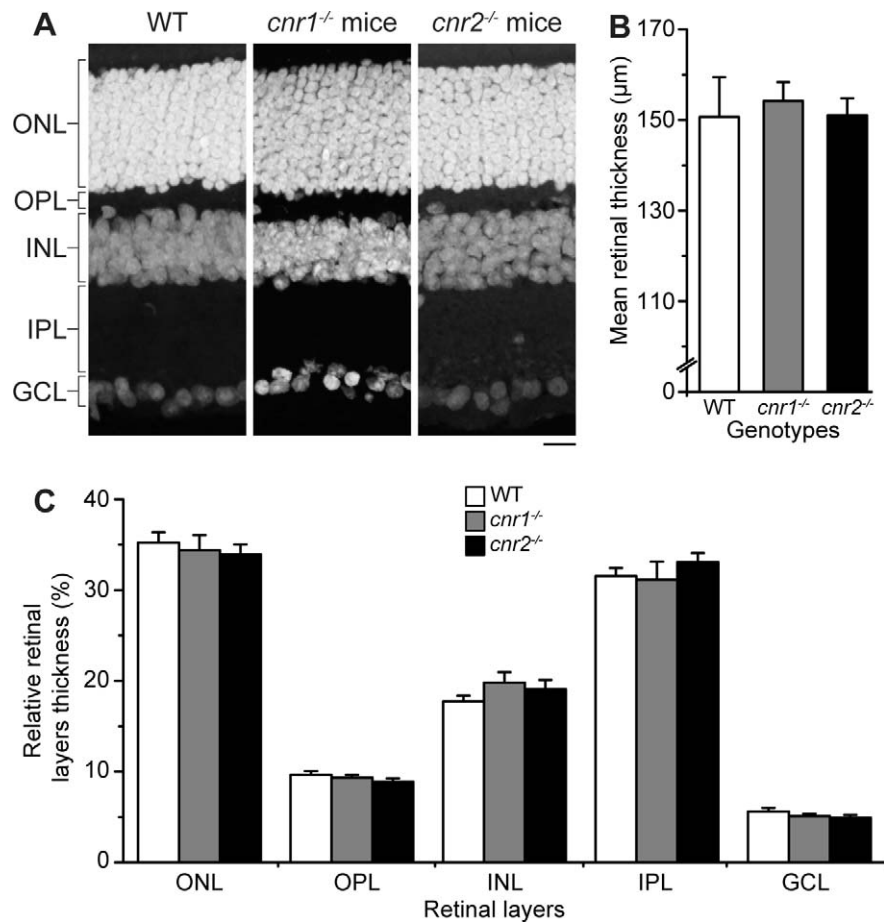 A
WT
cnr1-/- mice
cnr2-/- mice
ONL
OPL
INL
IPL
GCL
B
Mean retinal thickness (µm)
170
150
130
110
0
WT
cnr1-/-
cnr2-/-
Genotypes
C
WT
cnr1-/-
cnr2-/-
Relative retinal
layers thickness (%)
40
30
20
10
0
ONL
OPL
INL
IPL
GCL
Retinal layers